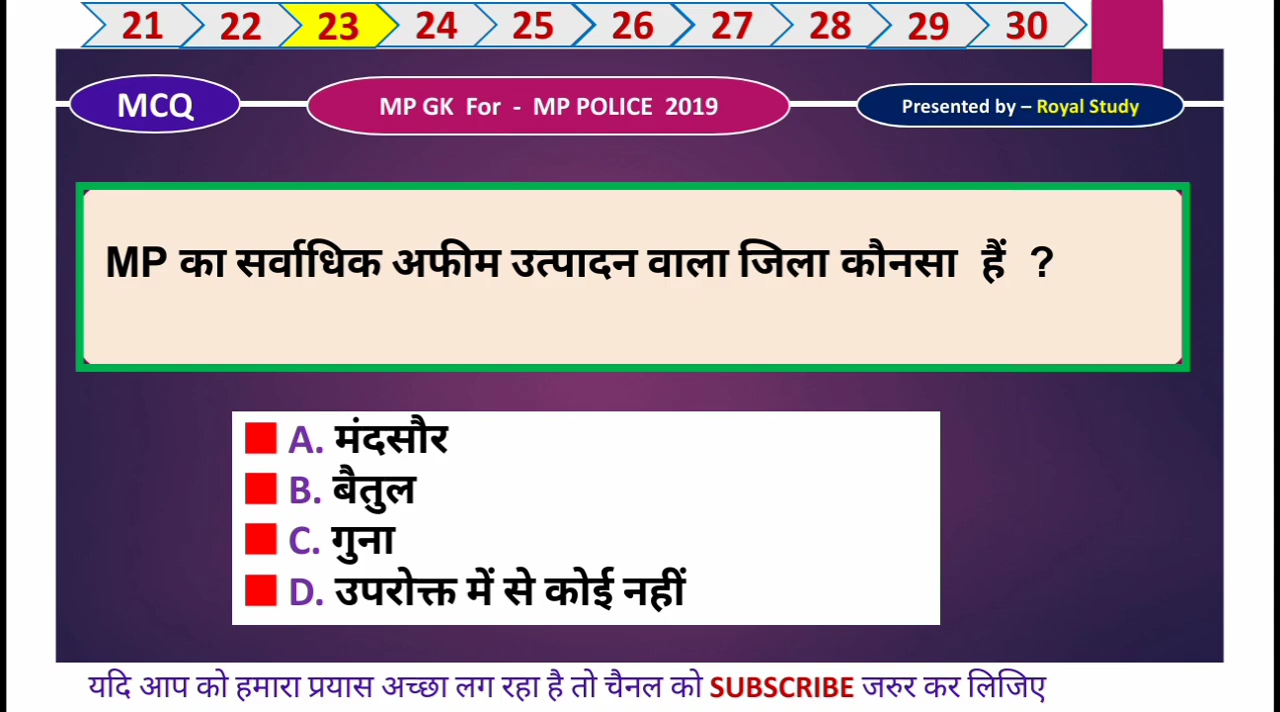 21 22 23 24 25 26 27 28 29 30
MCQ MP GK For - MP POLICE 2019 Presented by – Royal Study
MP का सर्वाधिक अफीम उत्पादन वाला जिला कौनसा हैं ?
A. मंदसौर
B. बैतुल
C. गुना
D. उपरोक्त में से कोई नहीं
यदि आप को हमारा प्रयास अच्छा लग रहा है तो चैनल को SUBSCRIBE जरुर कर लिजिए